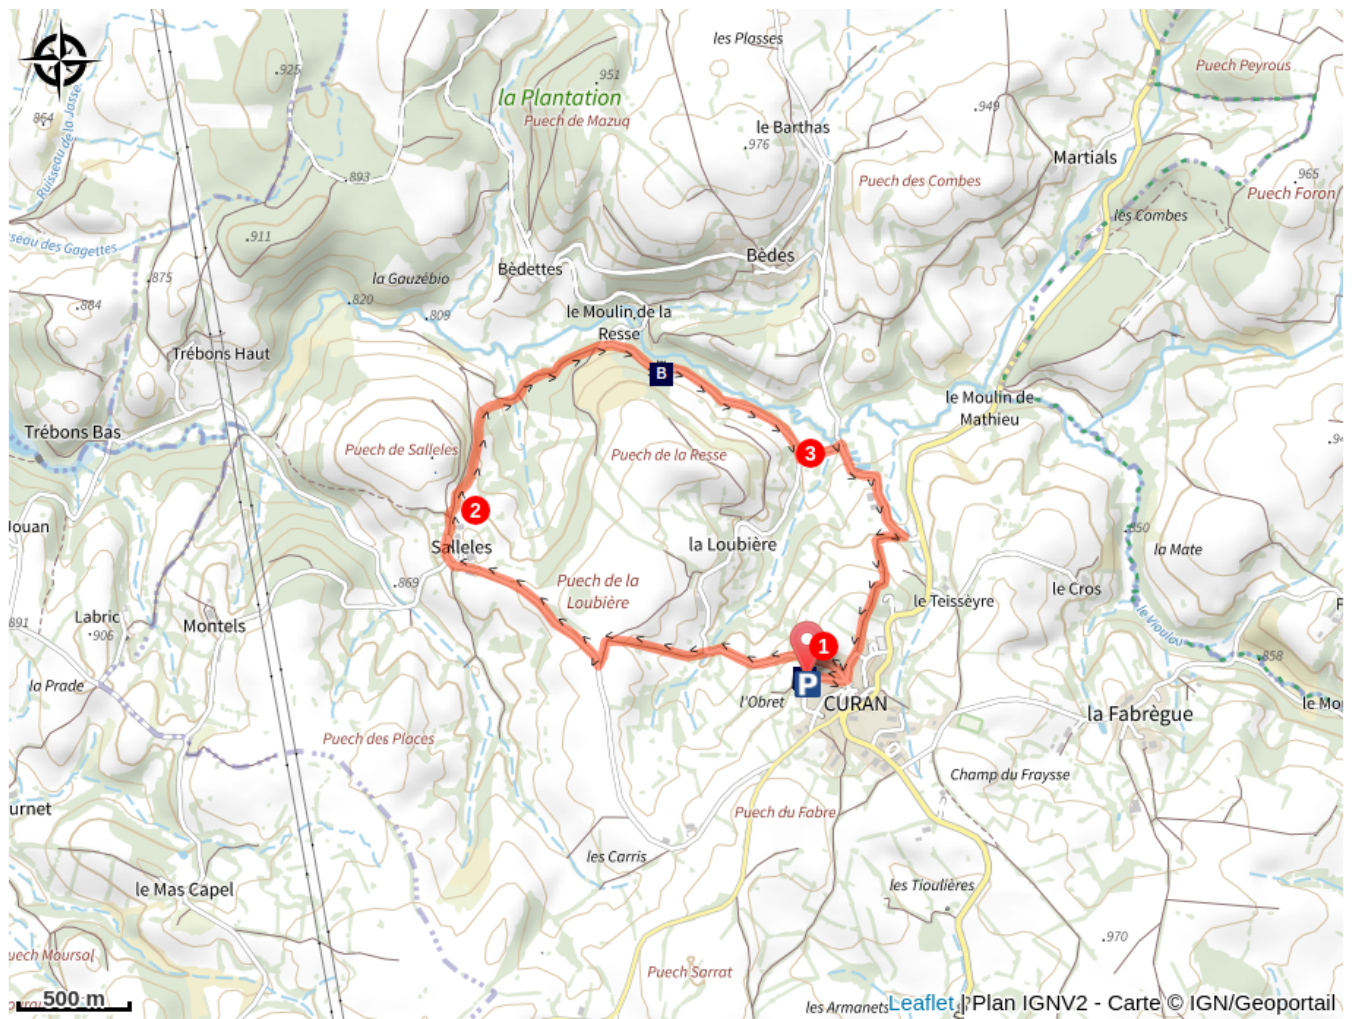 les Plasses
Puech Peyrous
925
951
la Plantation
Puech de Mazuq
949
864
le Barthas
976
Martials
Ruisseau de la Jasse
893
Puech des Combes
965
Puech Foron
les Combes
911
seau des Gagettes
Bèdes
Bèdettes
875
la Gauzébio
884
820
809
le Moulin de la
Resse
Trébons Haut
B
le Moulin de
Mathieu
Trébons Bas
Puech de Salleles
Puech de la Resse
3
94
2
Jouan
850
Salleles
la Loubière
la Mate
869
Puech de la
Loubière
le Teissèyre
le Cros
Labric
906
891
Montels
le Vioulou
1
858
la Prade
P
l'Obret
CURAN
la Fabrègue
le Mo
Puech des Places
Champ du Fraysse
urnet
Puech du Fabre
les Carris
le Mas Capel
les Tioulières
970
uech Moursal
Puech Sarrat
500 m
les Armanets
Leaflet | Plan IGNV2 - Carte © IGN/Geoportail